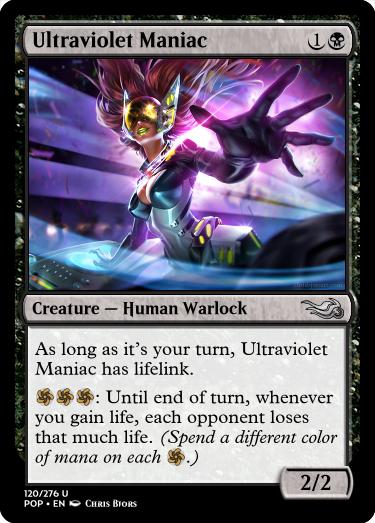 Ultraviolet Maniac 1
Creature — Human Warlock
As long as it's your turn, Ultraviolet
Maniac has lifelink.
: Until end of turn, whenever
you gain life, each opponent loses
that much life. (Spend a different color
of mana on each .)
2/2
120/276 U
POP • EN Chris Bjors